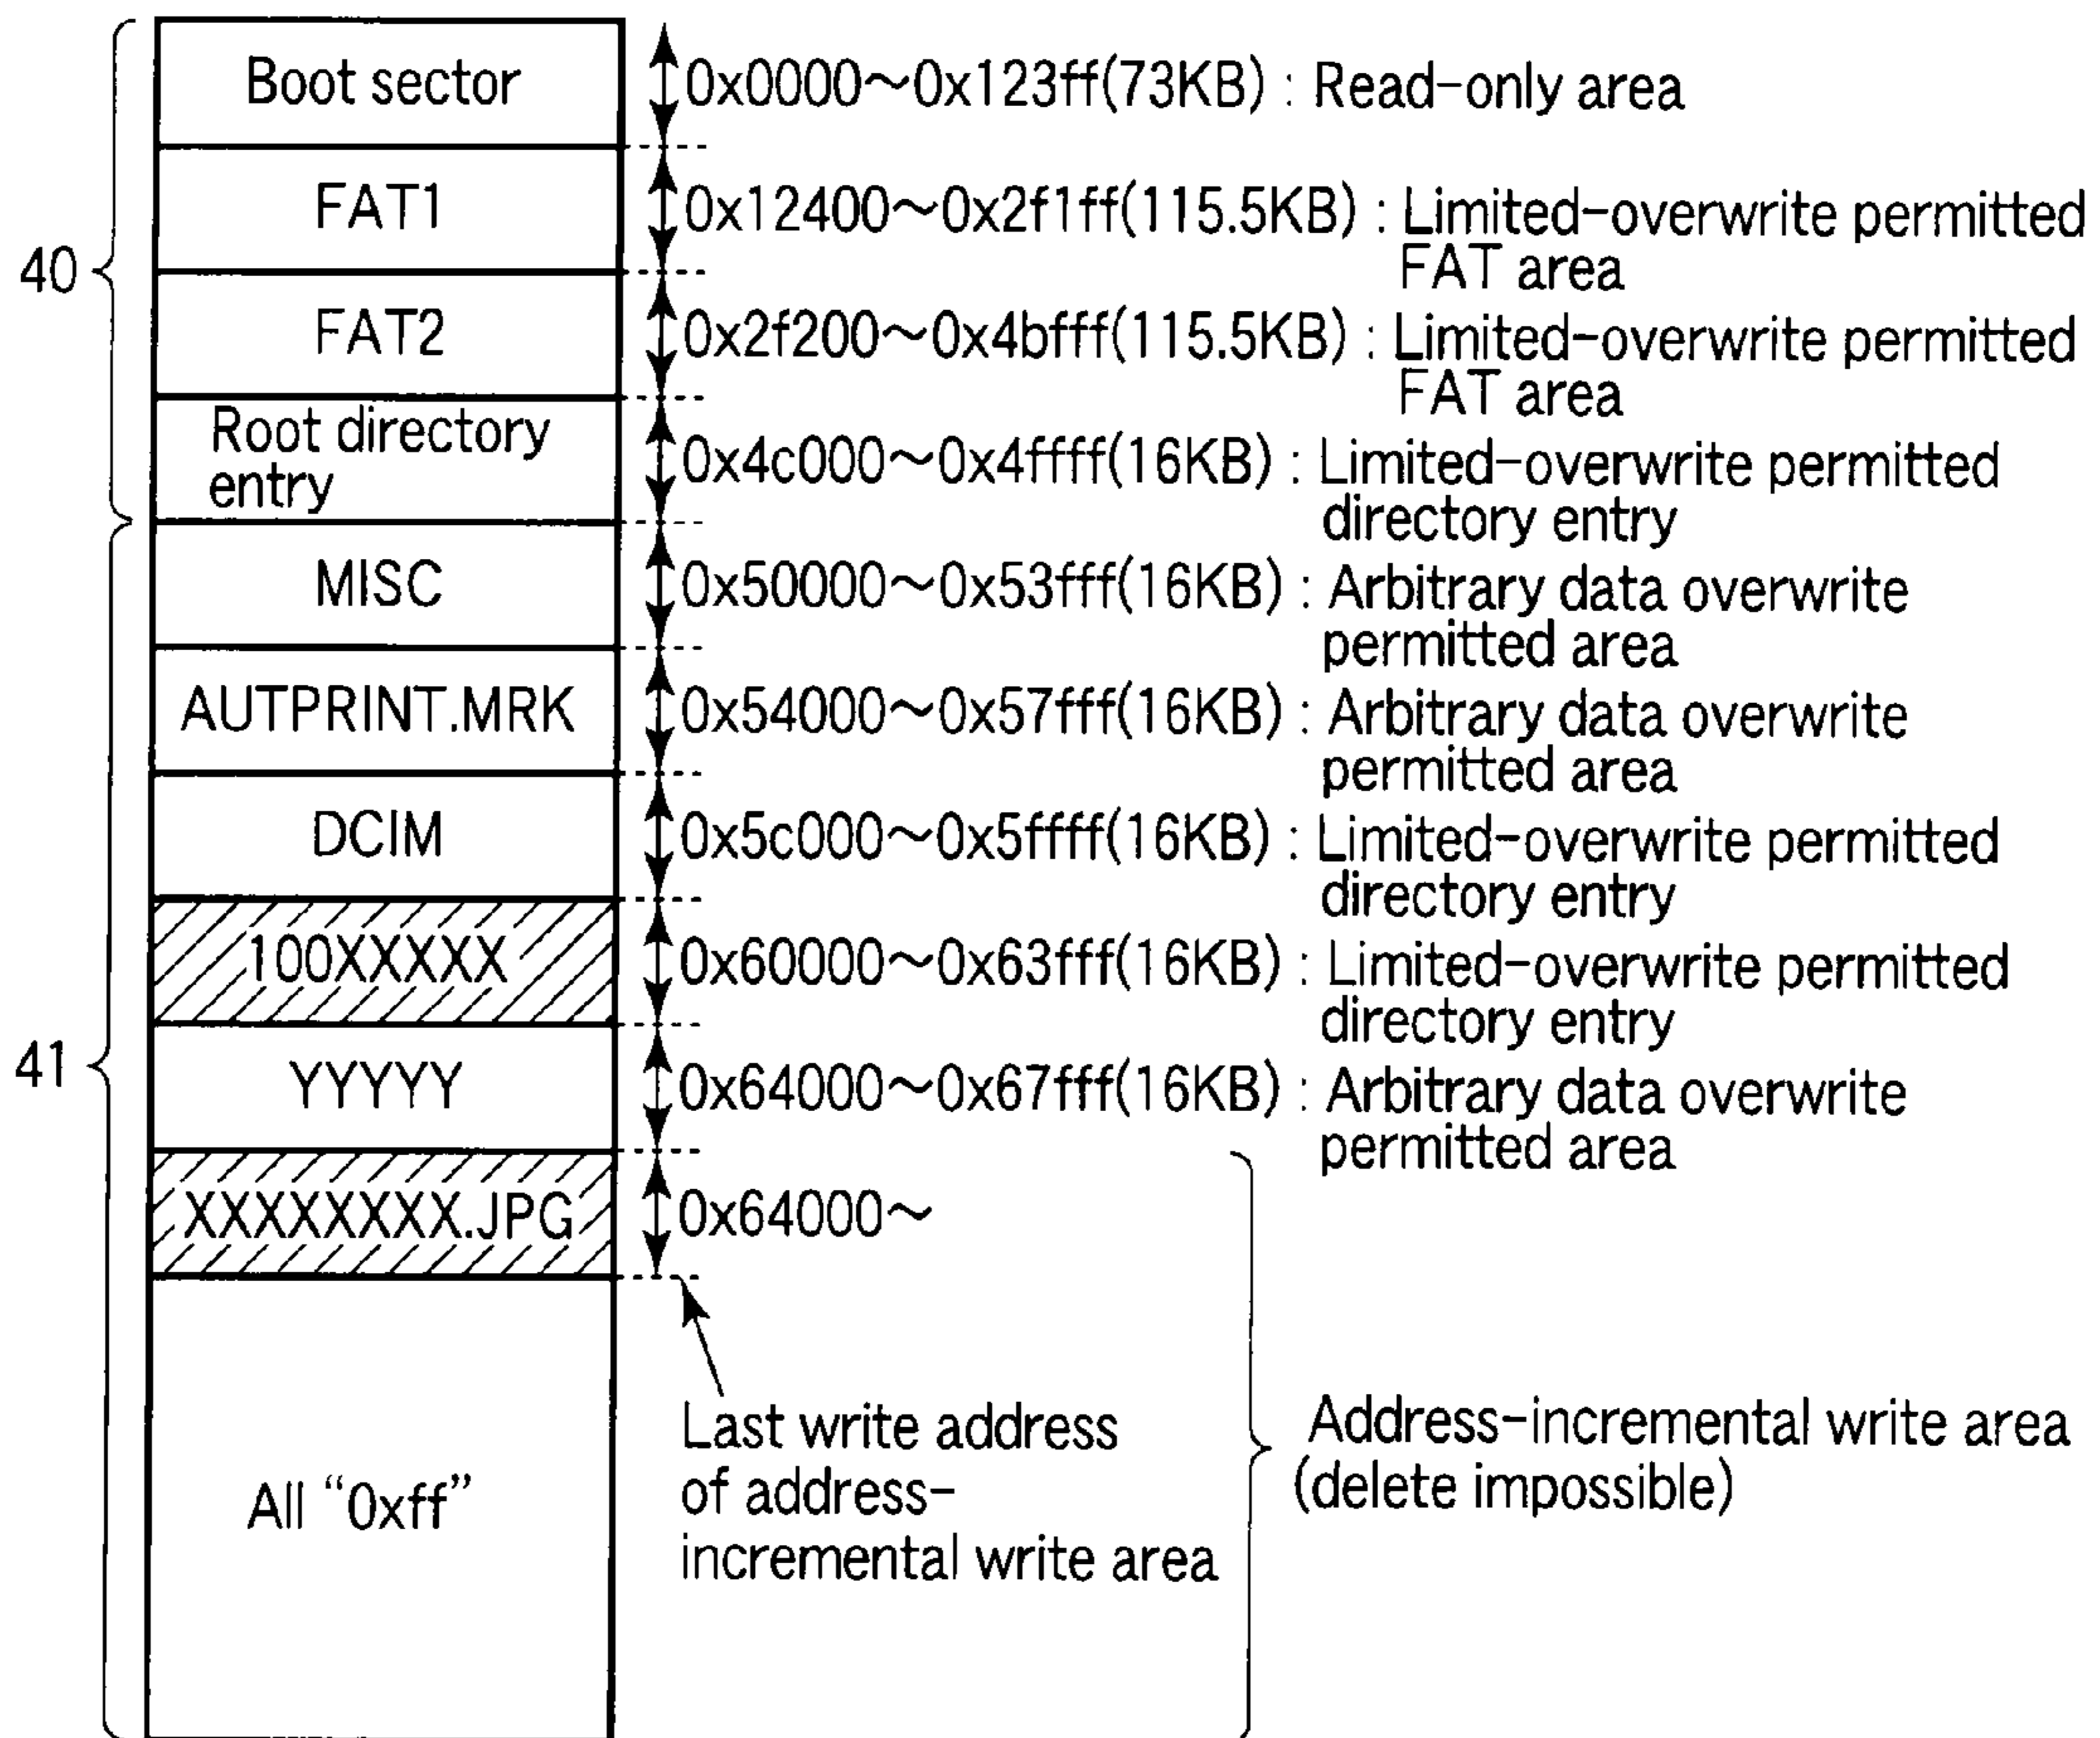 Boot sector
0x0000～0x123ff(73KB) : Read-only area
FAT1
0x12400～0x2f1ff(115.5KB) : Limited-overwrite permitted
FAT area
40
FAT2
0x2f200～0x4bfff(115.5KB) : Limited-overwrite permitted
FAT area
Root directory
entry
0x4c000～0x4ffff(16KB) : Limited-overwrite permitted
directory entry
MISC
0x50000～0x53fff(16KB) : Arbitrary data overwrite
permitted area
AUTPRINT.MRK
0x54000～0x57fff(16KB) : Arbitrary data overwrite
permitted area
DCIM
0x5c000～0x5ffff(16KB) : Limited-overwrite permitted
directory entry
100XXXXX
0x60000～0x63fff(16KB) : Limited-overwrite permitted
directory entry
41
YYYYY
0x64000～0x67fff(16KB) : Arbitrary data overwrite
permitted area
XXXXXXXX.JPG
0x64000～
Last write address
of address-
incremental write area
Address-incremental write area
(delete impossible)
All “0xff”